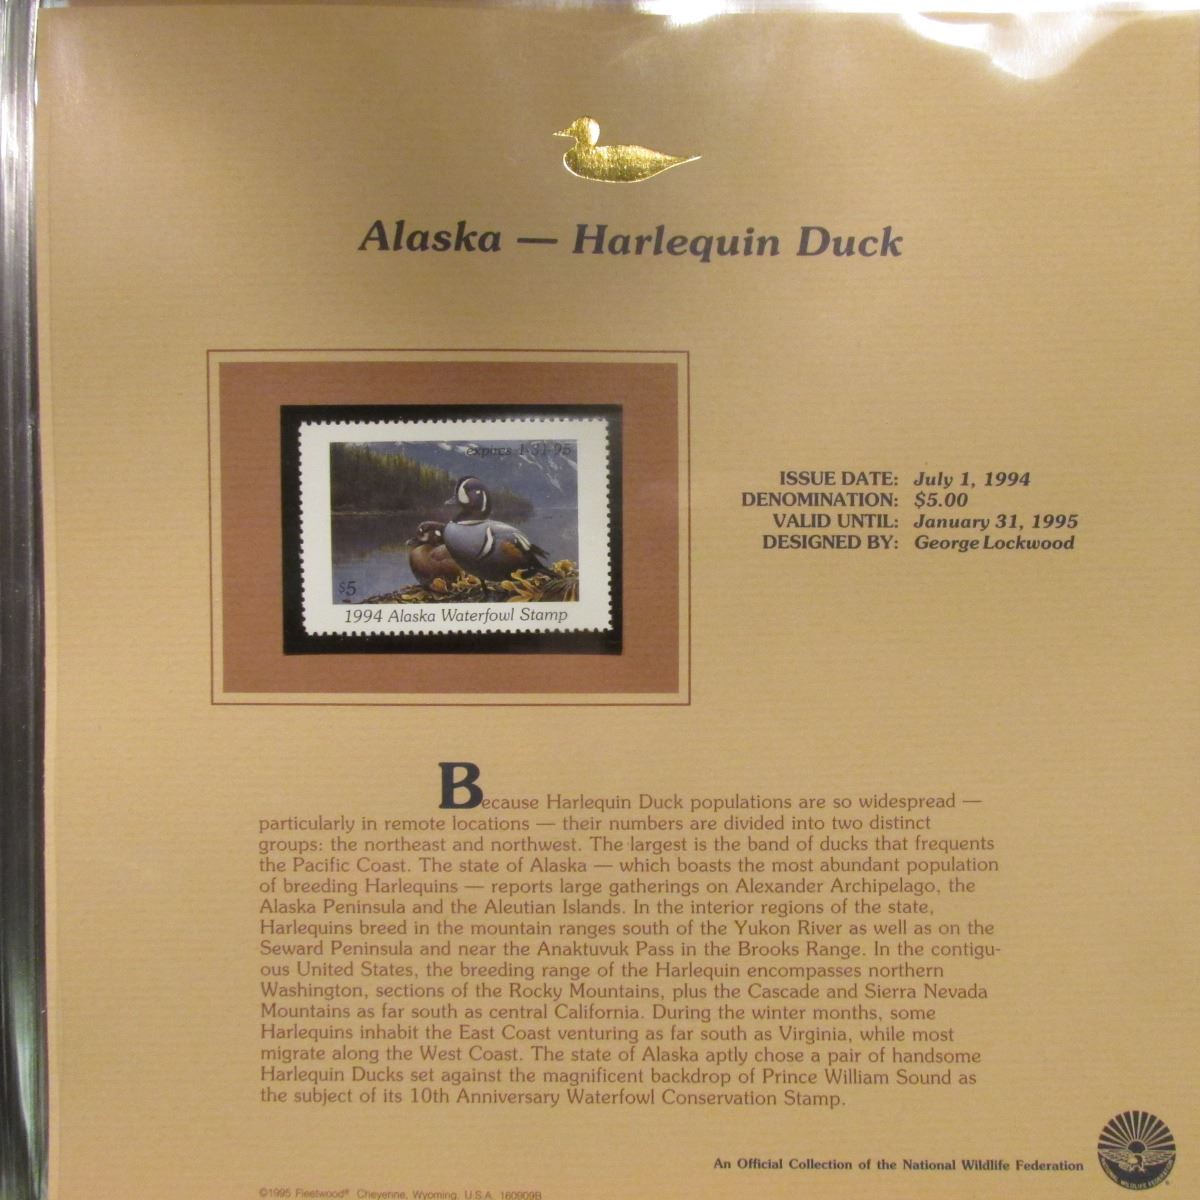 Alaska — Harlequin Duck
expires 1-31-95
$5
1994 Alaska Waterfowl Stamp
ISSUE DATE: July 1, 1994
DENOMINATION: $5.00
VALID UNTIL: January 31, 1995
DESIGNED BY: George Lockwood
Because Harlequin Duck populations are so widespread —
particularly in remote locations — their numbers are divided into two distinct
groups: the northeast and northwest. The largest is the band of ducks that frequents
the Pacific Coast. The state of Alaska — which boasts the most abundant population
of breeding Harlequins — reports large gatherings on Alexander Archipelago, the
Alaska Peninsula and the Aleutian Islands. In the interior regions of the state,
Harlequins breed in the mountain ranges south of the Yukon River as well as on the
Seward Peninsula and near the Anaktuvuk Pass in the Brooks Range. In the contigu-
ous United States, the breeding range of the Harlequin encompasses northern
Washington, sections of the Rocky Mountains, plus the Cascade and Sierra Nevada
Mountains as far south as central California. During the winter months, some
Harlequins inhabit the East Coast venturing as far south as Virginia, while most
migrate along the West Coast. The state of Alaska aptly chose a pair of handsome
Harlequin Ducks set against the magnificent backdrop of Prince William Sound as
the subject of its 10th Anniversary Waterfowl Conservation Stamp.
An Official Collection of the National Wildlife Federation
©1995 Fleetwood® Cheyenne, Wyoming, U.S.A. 160909B